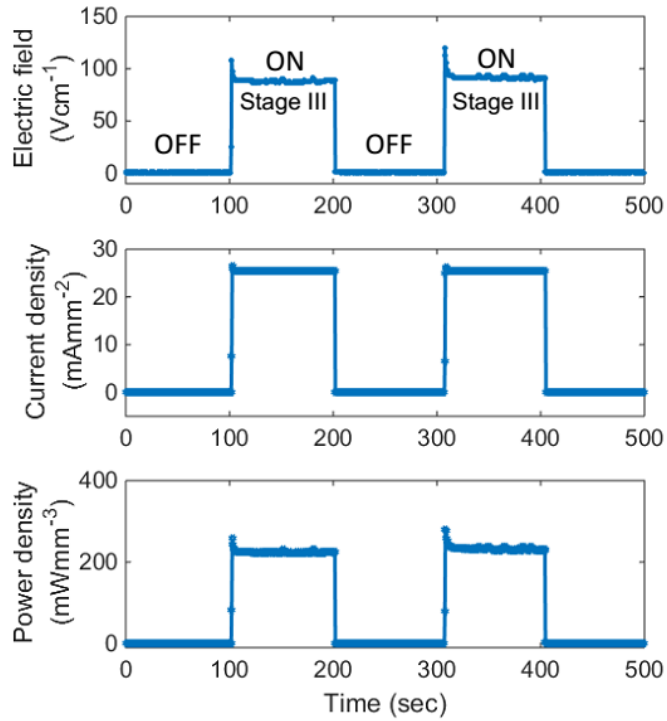 Electric field
(Vcm⁻¹)
150
100
50
0
ON
ON
Stage III
Stage III
OFF
OFF
0 100 200 300 400 500
Current density
(mAmm⁻²)
30
20
10
0
0 100 200 300 400 500
Power density
(mWmm⁻³)
400
200
0
0 100 200 300 400 500
Time (sec)